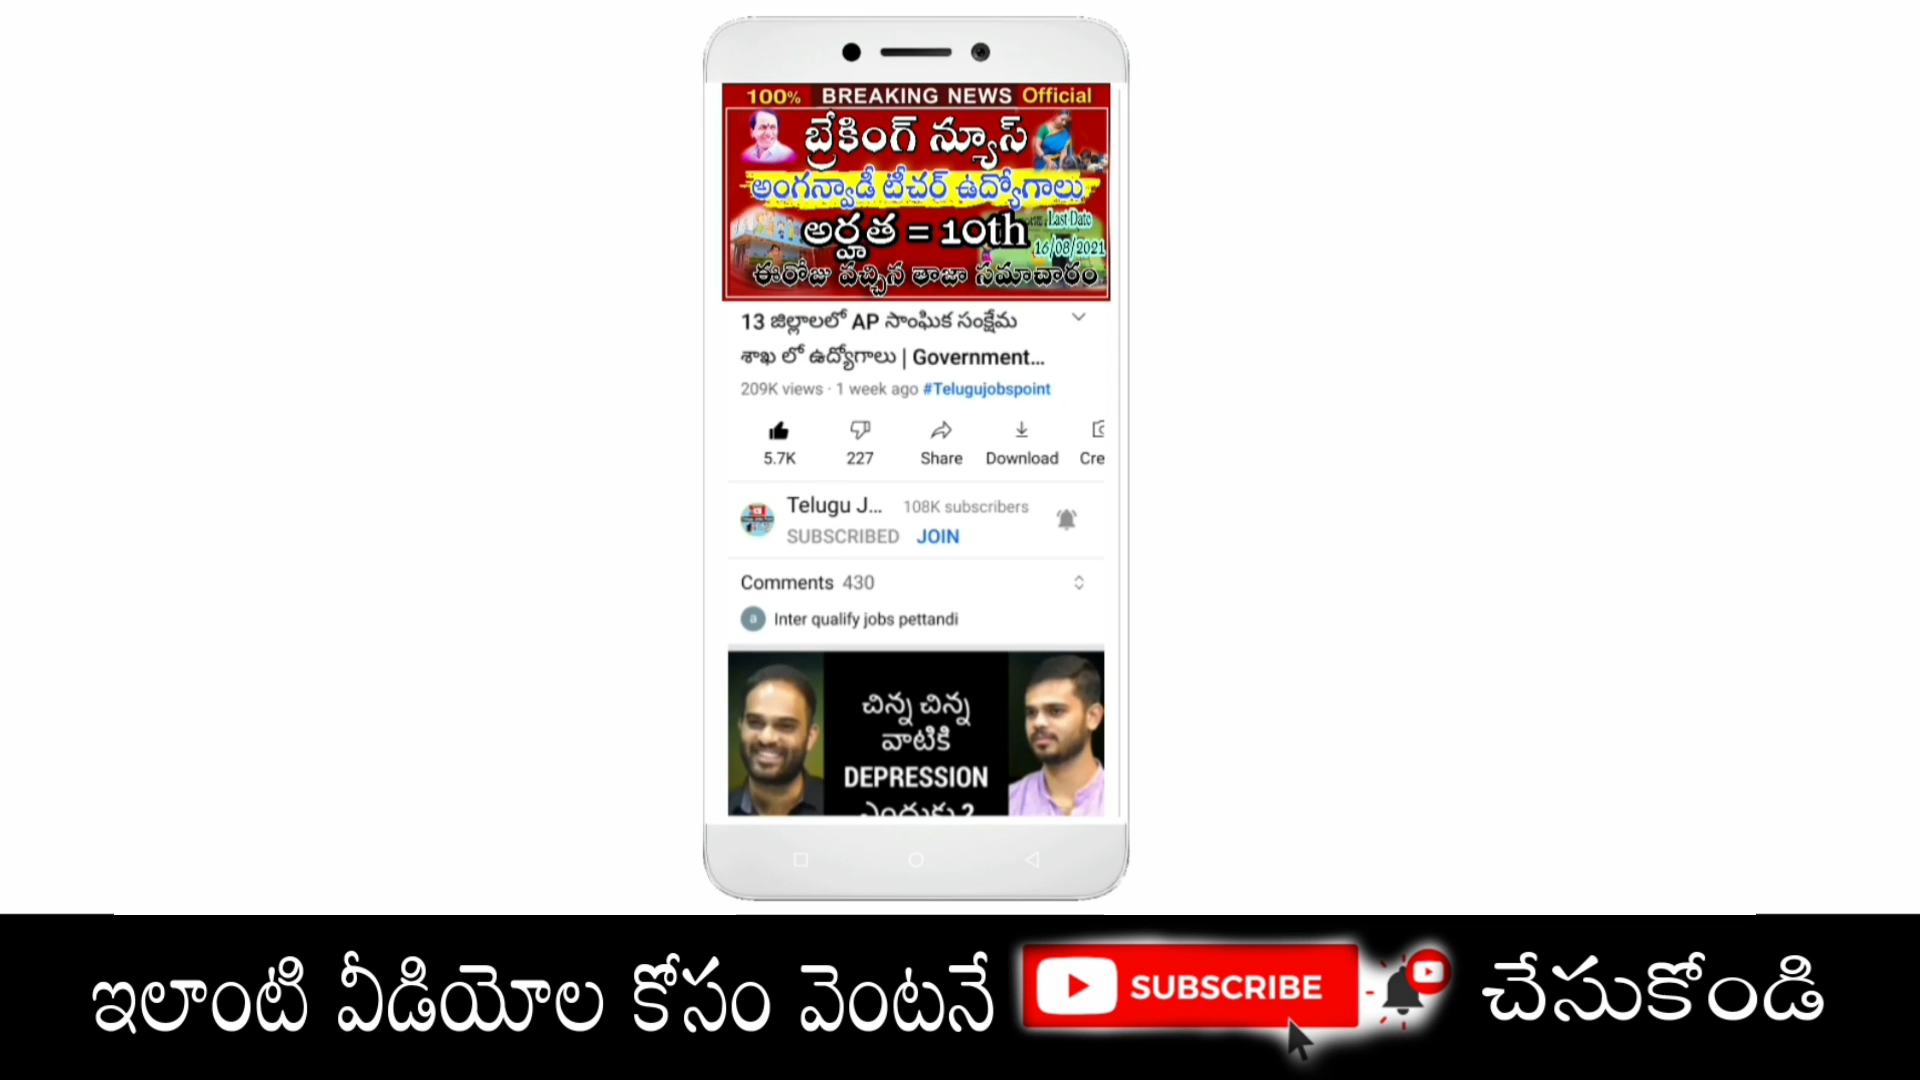 100% BREAKING NEWS Official
బ్రేకింగ్ న్యూస్
అంగన్వాడీ టీచర్ ఉద్యోగాలు
అర్హత = 10th
Last Date
16/08/2021
ఈరోజు వచ్చిన తాజా సమాచారం
13 జిల్లాలలో AP సాంఘిక సంక్షేమ
శాఖ లో ఉద్యోగాలు | Government...
209K views · 1 week ago #Telugujobspoint
5.7K 227 Share Download Cre
Telugu J... 108K subscribers
SUBSCRIBED JOIN
Comments 430
a Inter qualify jobs pettandi
చిన్న చిన్న
వాటికి
DEPRESSION
ఎందుకు ?
ఇలాంటి వీడియోల కోసం వెంటనే SUBSCRIBE చేసుకోండి